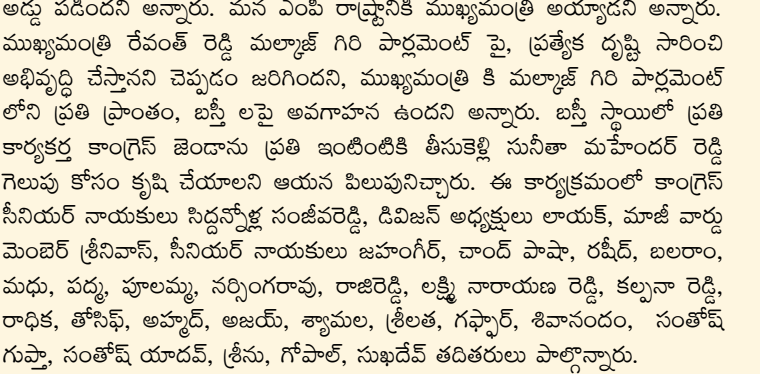 అడ్డు పడిందని అన్నారు. మన ఎంపీ రాష్ట్రానికి ముఖ్యమంత్రి అయ్యాడని అన్నారు.
ముఖ్యమంత్రి రేవంత్ రెడ్డి మల్కాజ్ గిరి పార్లమెంట్ పై, ప్రత్యేక దృష్టి సారించి
అభివృద్ధి చేస్తానని చెప్పడం జరిగిందని, ముఖ్యమంత్రి కి మల్కాజ్ గిరి పార్లమెంట్
లోని ప్రతి ప్రాంతం, బస్తీ లపై అవగాహన ఉందని అన్నారు. బస్తీ స్థాయిలో ప్రతి
కార్యకర్త కాంగ్రెస్ జెండాను ప్రతి ఇంటింటికి తీసుకెళ్లి సునీతా మహేందర్ రెడ్డి
గెలుపు కోసం కృషి చేయాలని ఆయన పిలుపునిచ్చారు. ఈ కార్యక్రమంలో కాంగ్రెస్
సీనియర్ నాయకులు సిద్దన్నోళ్ల సంజీవరెడ్డి, డివిజన్ అధ్యక్షులు లాయక్, మాజీ వార్డు
మెంబెర్ శ్రీనివాస్, సీనియర్ నాయకులు జహంగీర్, చాంద్ పాషా, రషీద్, బలరాం,
మధు, పద్మ, పూలమ్మ, నర్సింగరావు, రాజిరెడ్డి, లక్ష్మి నారాయణ రెడ్డి, కల్పనా రెడ్డి,
రాధిక, తోసిఫ్, అహ్మద్, అజయ్, శ్యామల, శ్రీలత, గఫ్ఫార్, శివానందం, సంతోష్
గుప్తా, సంతోష్ యాదవ్, శ్రీను, గోపాల్, సుఖదేవ్ తదితరులు పాల్గొన్నారు.